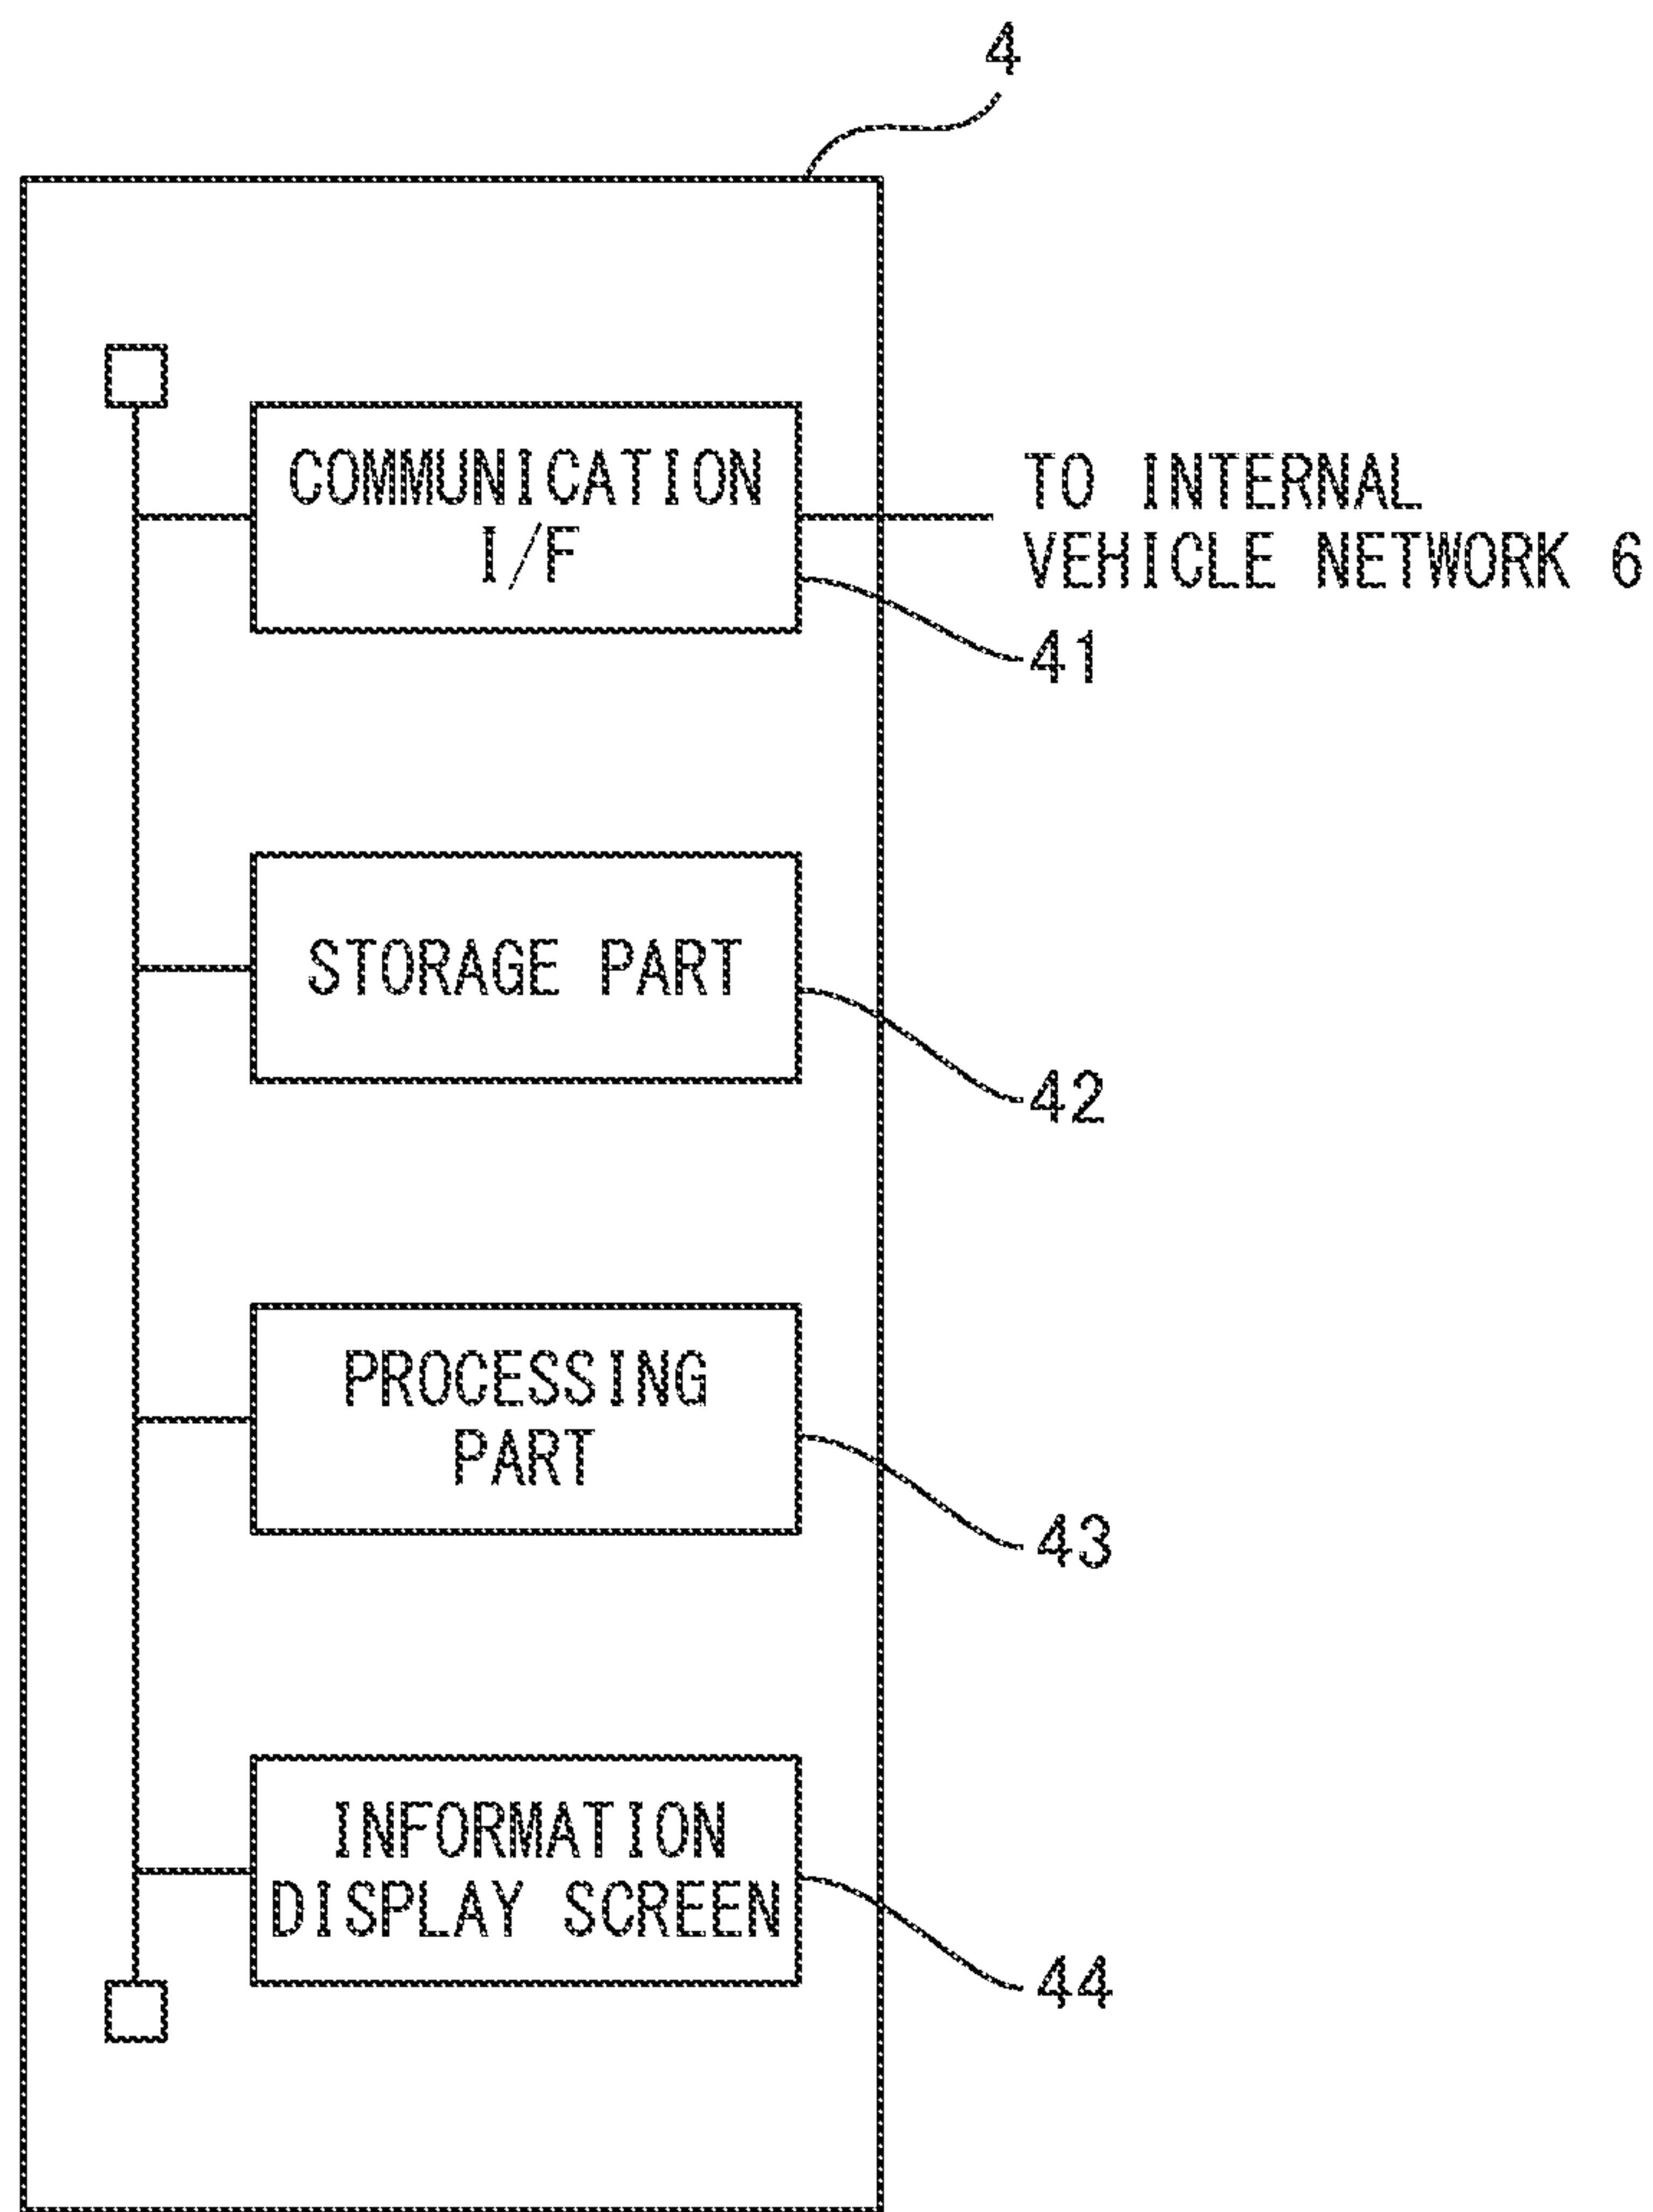 4
COMMUNICATION
I/F
TO INTERNAL
VEHICLE NETWORK 6
41
STORAGE PART
42
PROCESSING
PART
43
INFORMATION
DISPLAY SCREEN
44